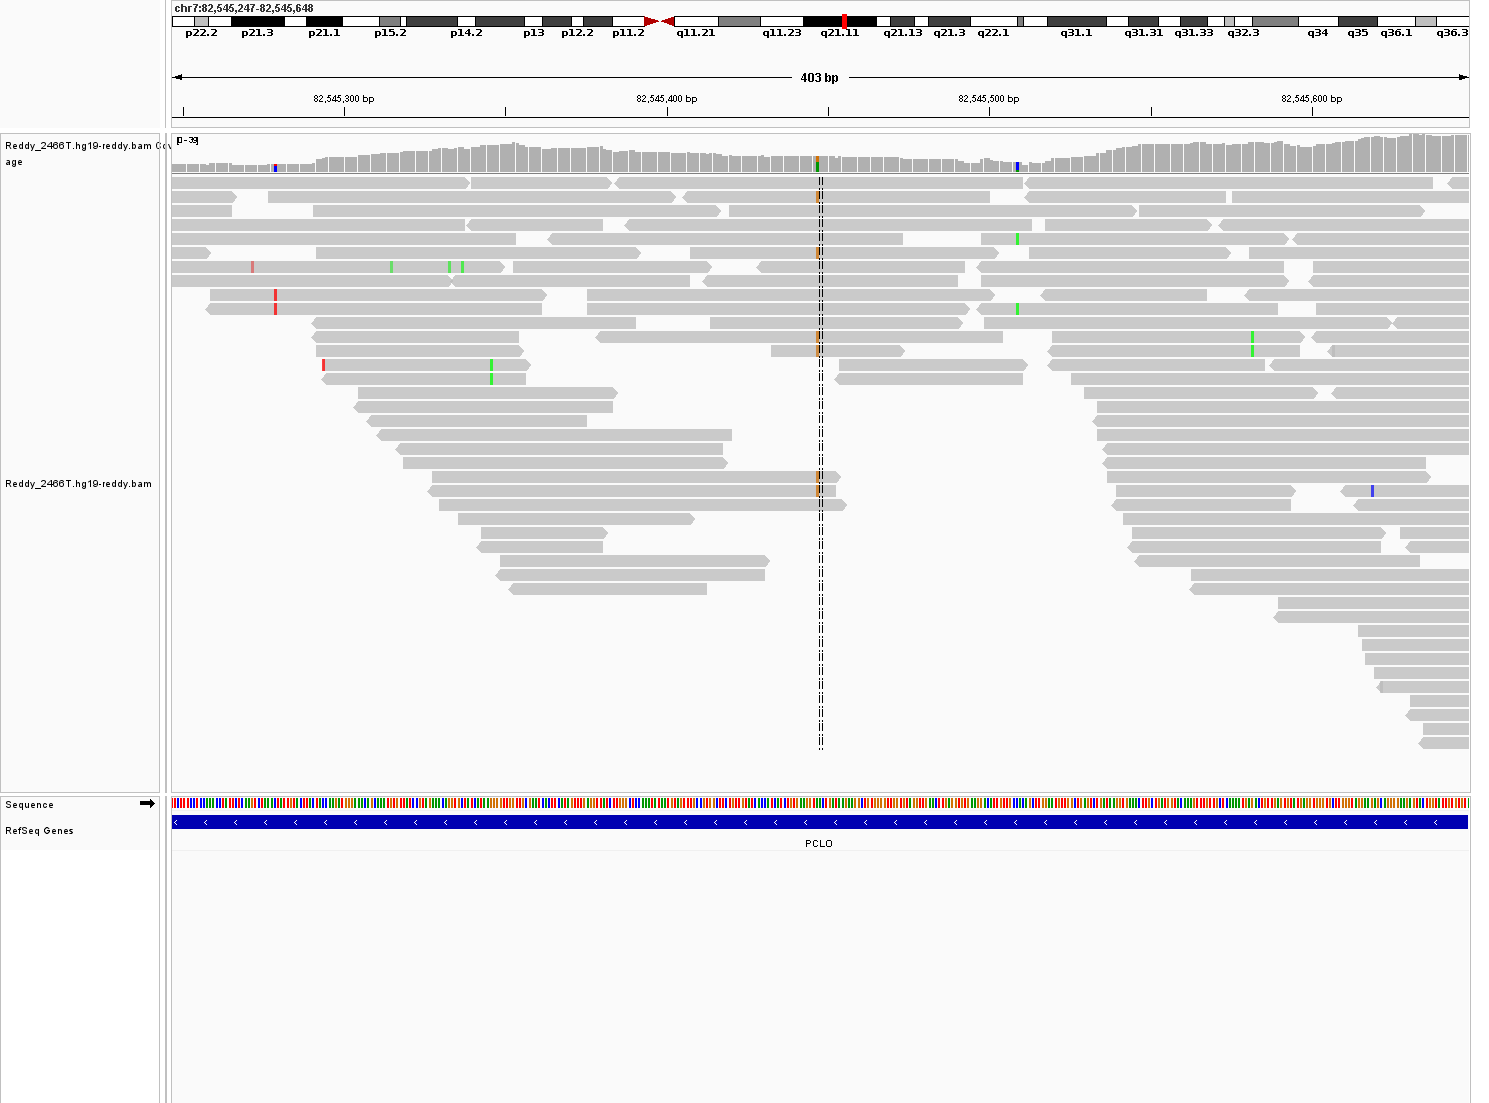 chr7:82,545,247-82,545,648
p22.2 p21.3 p21.1 p15.2 p14.2 p13 p12.2 p11.2 q11.21 q11.23 q21.11 q21.13 q21.3 q22.1 q31.1 q31.31 q31.33 q32.3 q34 q35 q36.1 q36.3
403 bp
82,545,300 bp 82,545,400 bp 82,545,500 bp 82,545,600 bp
[0-39]
Reddy_2466T.hg19-reddy.bam Cov
age
Reddy_2466T.hg19-reddy.bam
Sequence
RefSeq Genes
PCLO